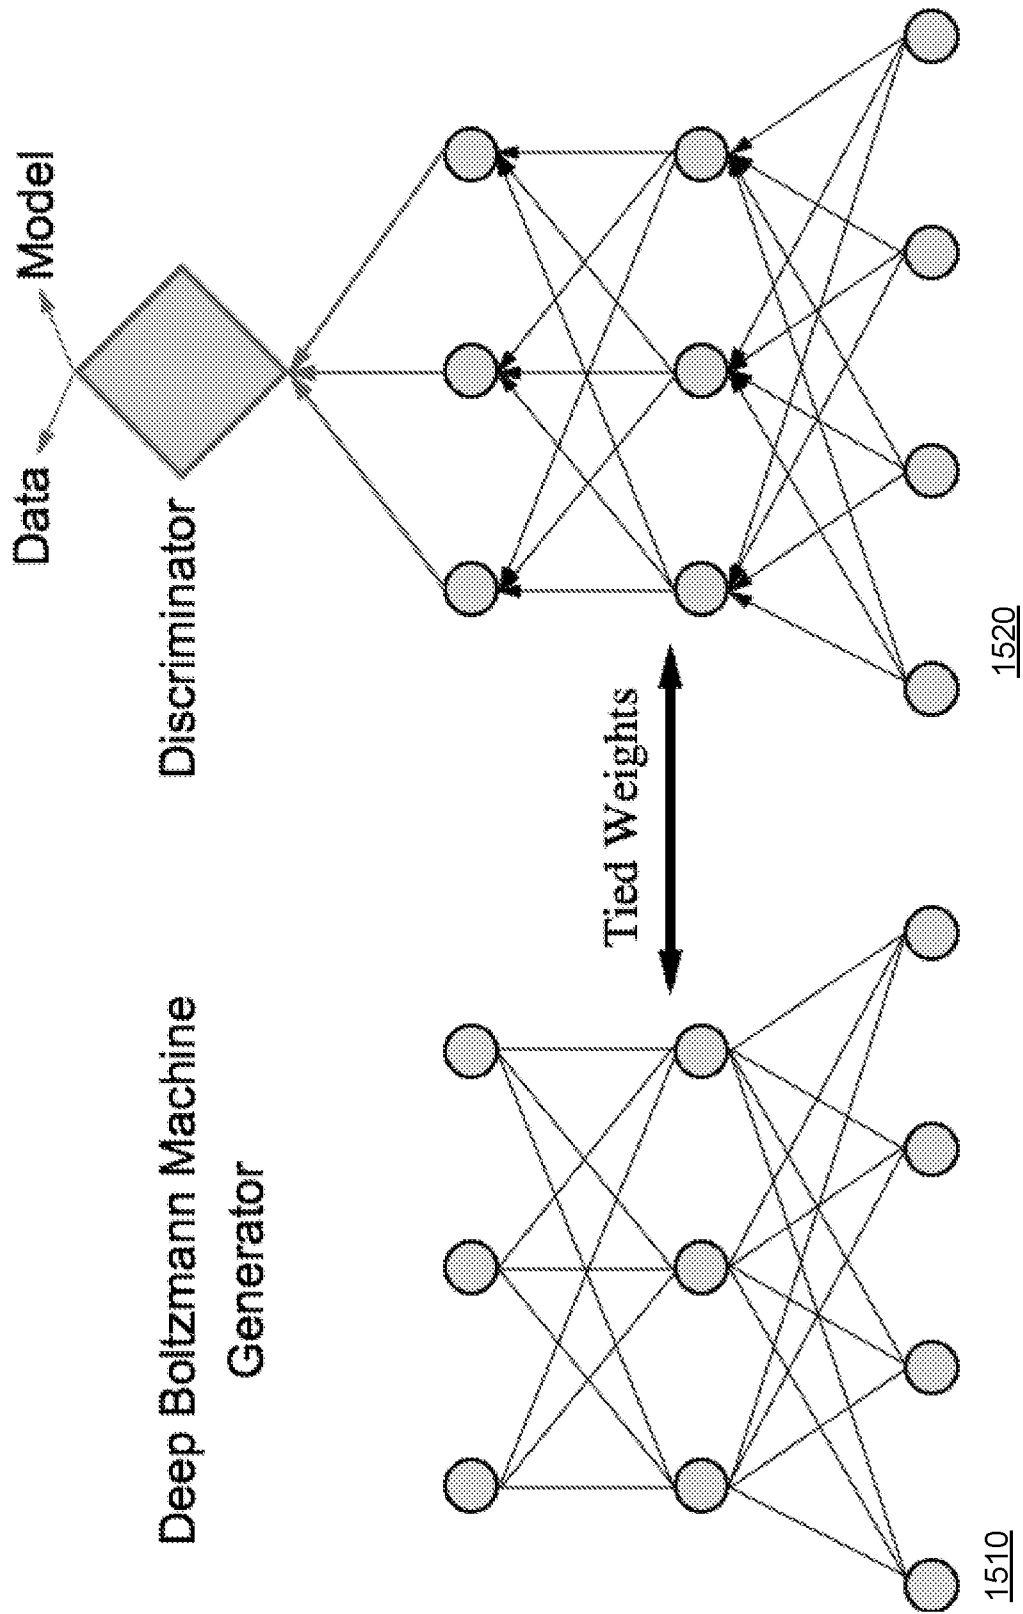 Deep Boltzmann Machine
Generator
Discriminator
Data
Model
Tied Weights
1510
1520